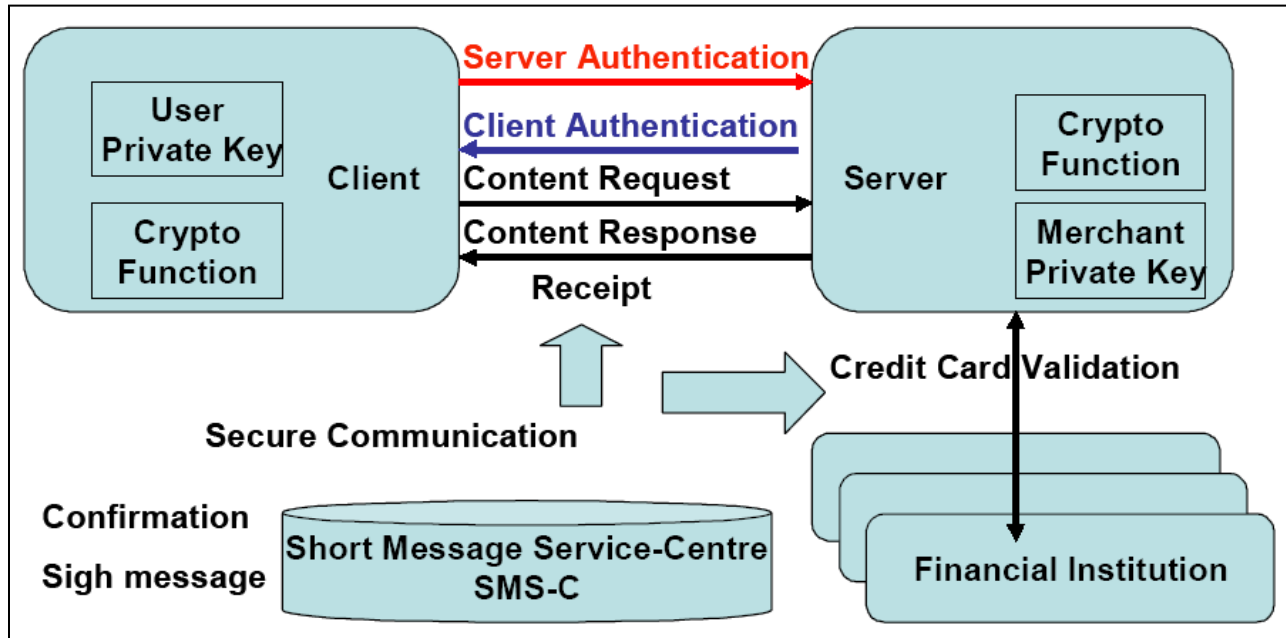 Server Authentication
User
Private Key
Client Authentication
Crypto
Function
Client
Content Request
Server
Crypto
Function
Content Response
Merchant
Private Key
Receipt
Credit Card Validation
Secure Communication
Confirmation
Sigh message
Short Message Service-Centre
SMS-C
Financial Institution